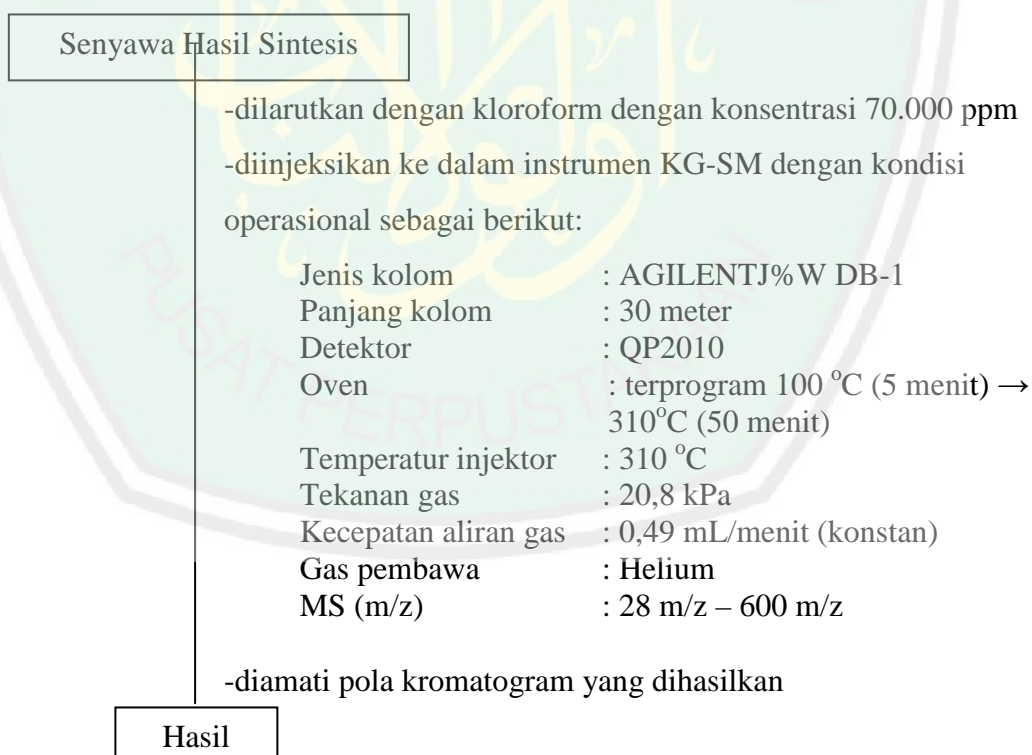 Senyawa Hasil Sintesis
-dilarutkan dengan kloroform dengan konsentrasi 70.000 ppm
-diinjeksikan ke dalam instrumen KG-SM dengan kondisi
operasional sebagai berikut:
Jenis kolom : AGILENTJ%W DB-1
Panjang kolom : 30 meter
Detektor : QP2010
Oven : terprogram 100 °C (5 menit) →
310°C (50 menit)
Temperatur injektor : 310 °C
Tekanan gas : 20,8 kPa
Kecepatan aliran gas : 0,49 mL/menit (konstan)
Gas pembawa : Helium
MS (m/z) : 28 m/z – 600 m/z
-diamati pola kromatogram yang dihasilkan
Hasil
PUSAT PERPUSTAKAAN